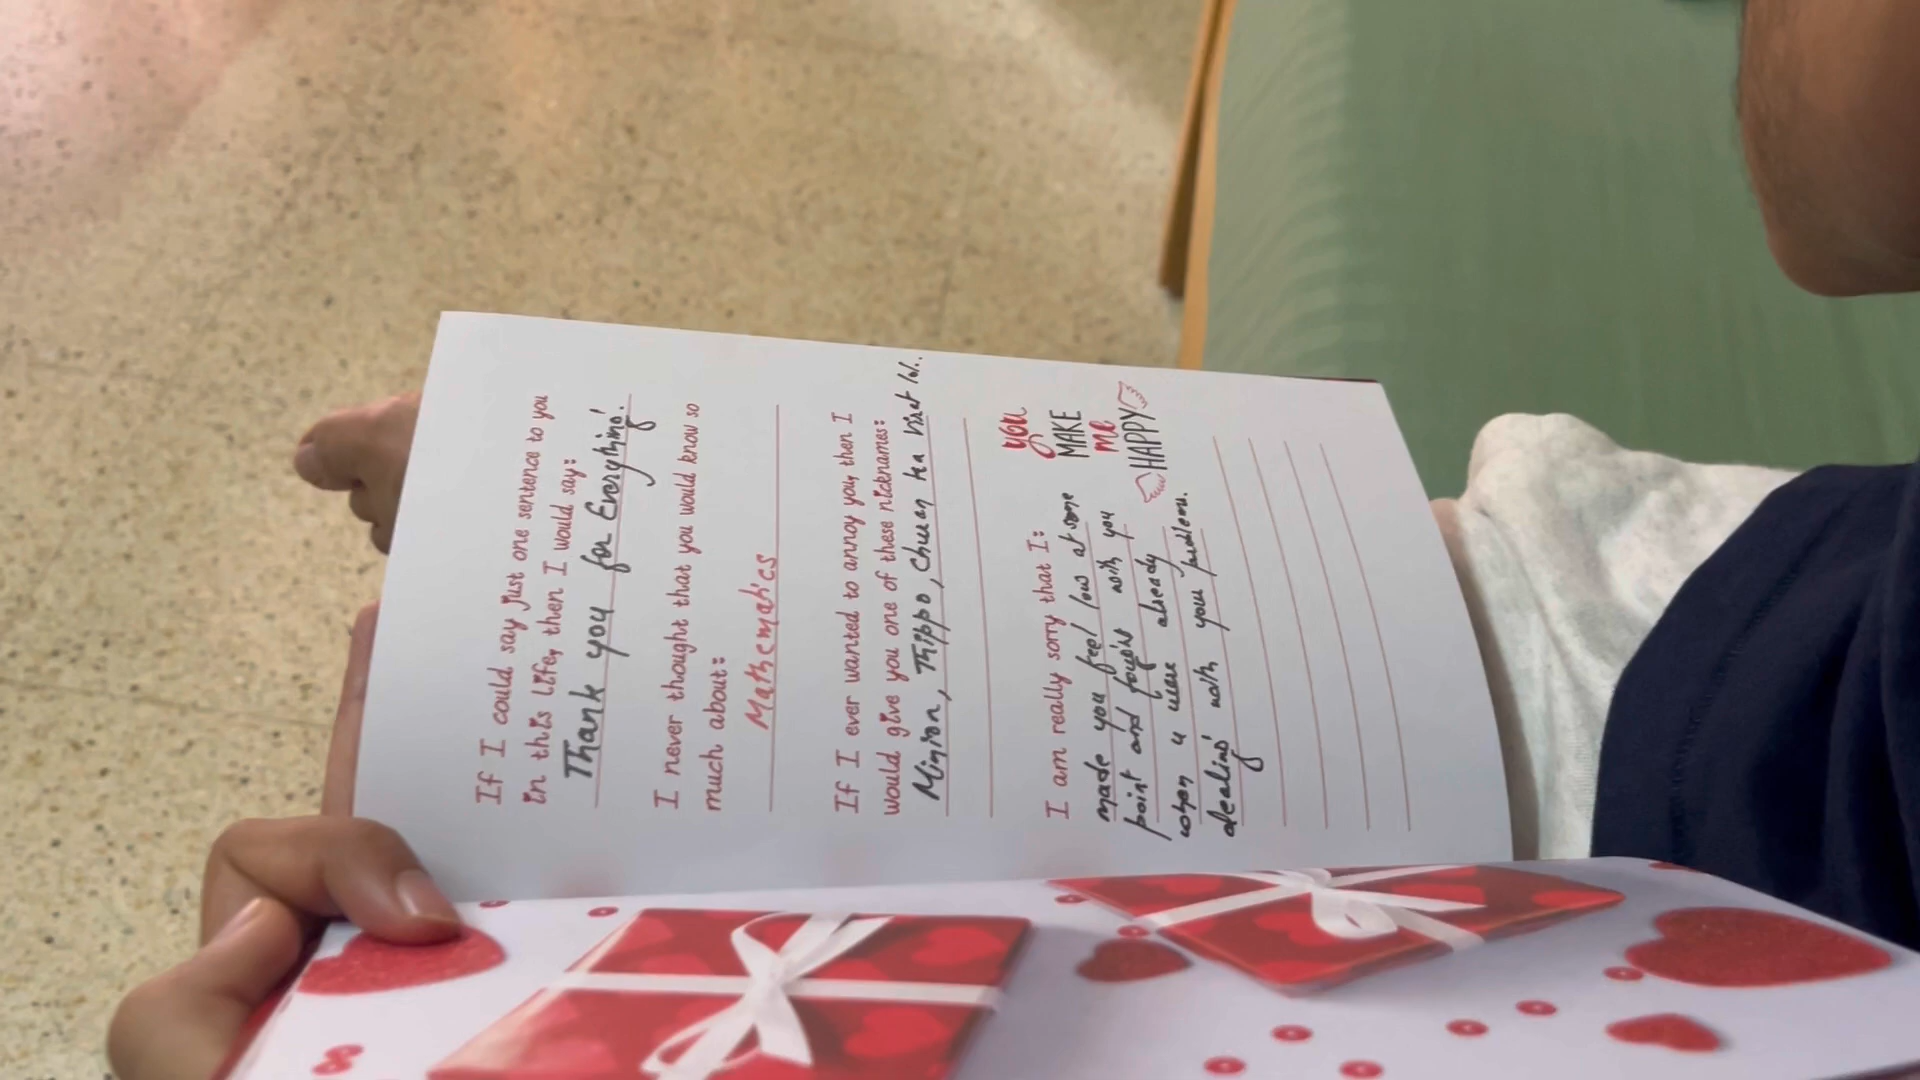 If I could say just one sentence to you
in this life, then I would say:
Thank you for Everything!
I never thought that you would know so
much about:
Mathematics
If I ever wanted to annoy you, then I
would give you one of these nicknames:
Minion, Thippo, Chuan ka lol.
I am really sorry that I:
made you feel low at some
point and fought with you
when u were already
dealing with your problems.
you
MAKE
me
HAPPY